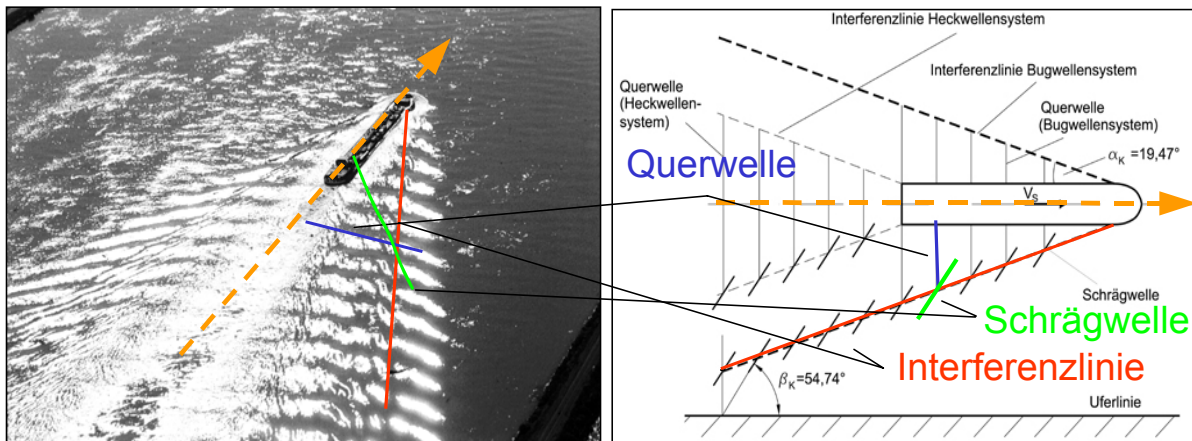 Interferenzlinie Heckwellensystem
Interferenzlinie Bugwellensystem
Querwelle
(Heckwellen-
system)
Querwelle
(Bugwellensystem)
αK =19,47°
Querwelle
VS
Schrägwelle
Schrägwelle
Interferenzlinie
βK=54,74°
Uferlinie